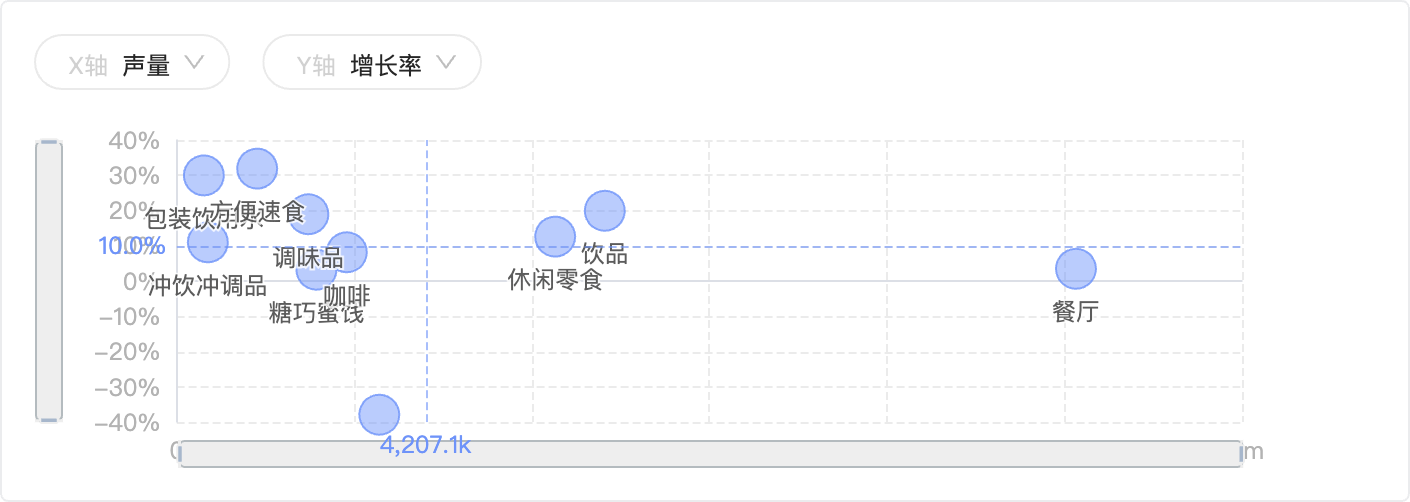 X轴 声量
Y轴 增长率
40%
30%
20%
10.0%
0%
−10%
−20%
−30%
−40%
包装饮用水
方便速食
调味品
冲饮冲调品
咖啡
糖巧蜜饯
休闲零食
饮品
餐厅
4,207.1k
0
m